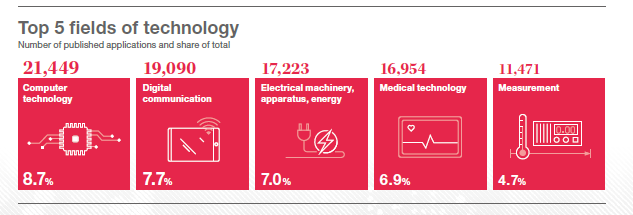 Top 5 fields of technology
Number of published applications and share of total
21,449
Computer
technology
8.7%
19,090
Digital
communication
7.7%
17,223
Electrical machinery,
apparatus, energy
7.0%
16,954
Medical technology
6.9%
11,471
Measurement
0.00
4.7%